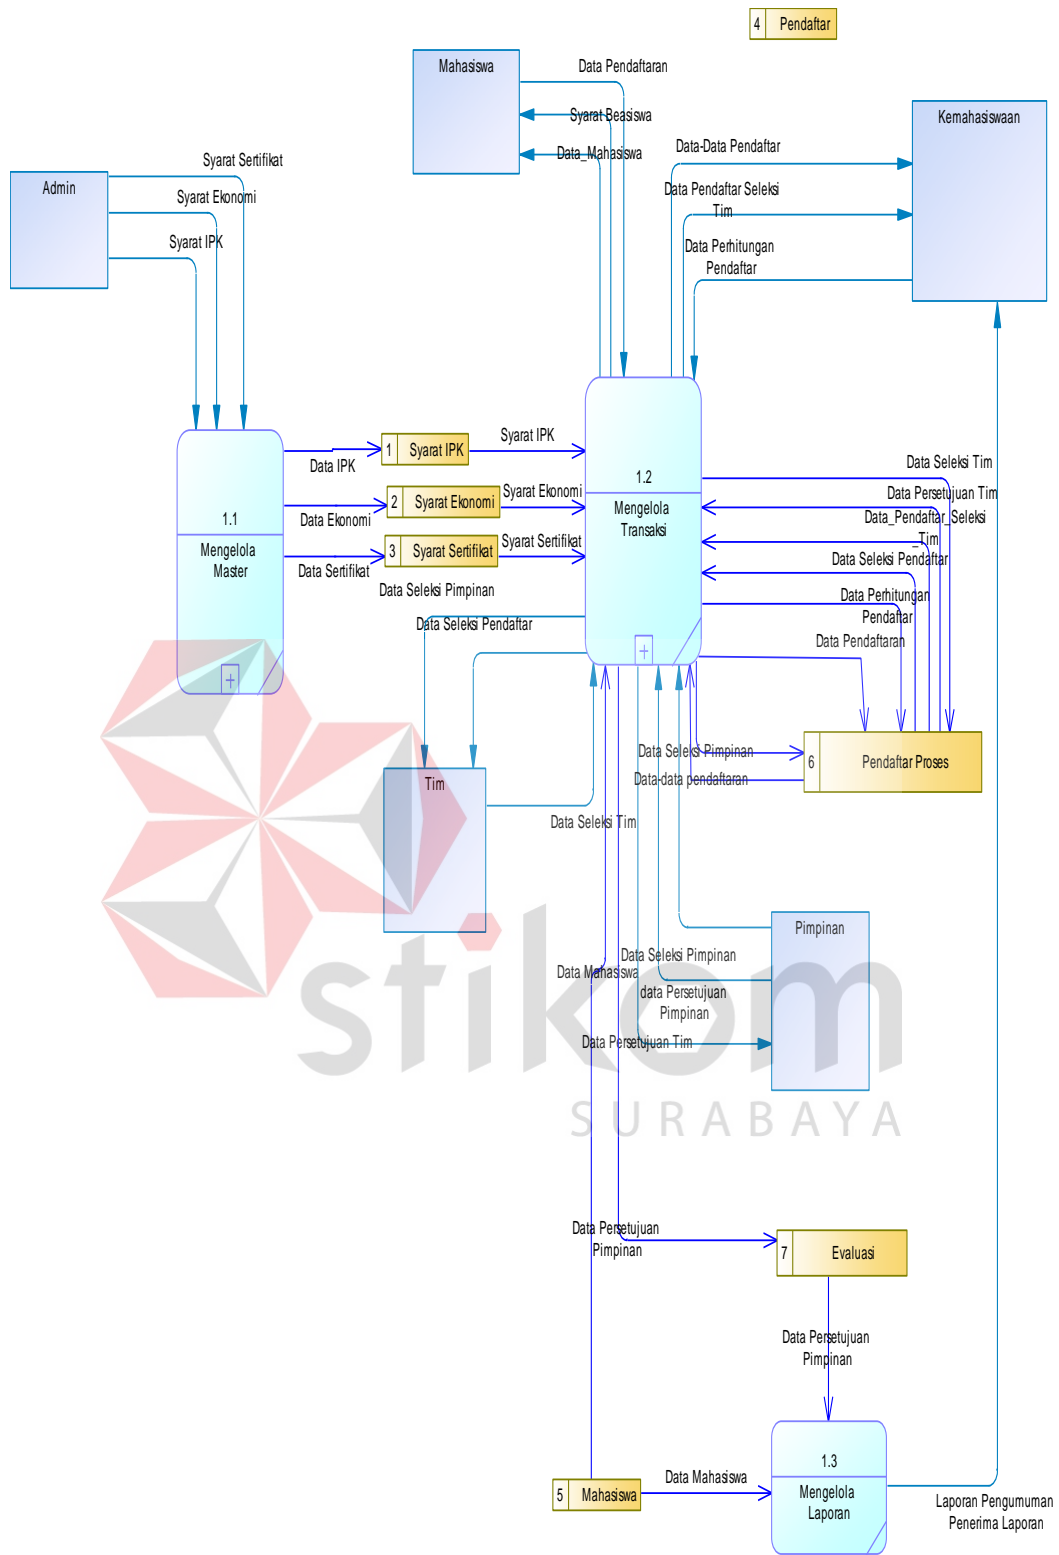 4 Pendaftar
Mahasiswa
Data Pendaftaran
Syarat Beasiswa
Data_Mahasiswa
Kemahasiswaan
Data-Data Pendaftar
Data Pendaftar Seleksi
Tim
Data Perhitungan
Pendaftar
Admin
Syarat Sertifikat
Syarat Ekonomi
Syarat IPK
1.1
Mengelola
Master
Data IPK
1 Syarat IPK
Syarat IPK
Data Ekonomi
2 Syarat Ekonomi
Syarat Ekonomi
Data Sertifikat
3 Syarat Sertifikat
Syarat Sertifikat
1.2
Mengelola
Transaksi
Data Seleksi Tim
Data Persetujuan Tim
Data_Pendaftar_Seleksi
_Tim
Data Seleksi Pendaftar
Data Perhitungan
Pendaftar
Data Pendaftaran
Data Seleksi Pimpinan
Data Seleksi Pendaftar
Data Seleksi Pimpinan
Data-data pendaftaran
6 Pendaftar Proses
Tim
Data Seleksi Tim
Pimpinan
Data Seleksi Pimpinan
Data Mahasiswa
data Persetujuan
Pimpinan
Data Persetujuan Tim
stikom
SURABAYA
Data Persetujuan
Pimpinan
7 Evaluasi
Data Persetujuan
Pimpinan
1.3
Mengelola
Laporan
5 Mahasiswa
Data Mahasiswa
Laporan Pengumuman
Penerima Laporan